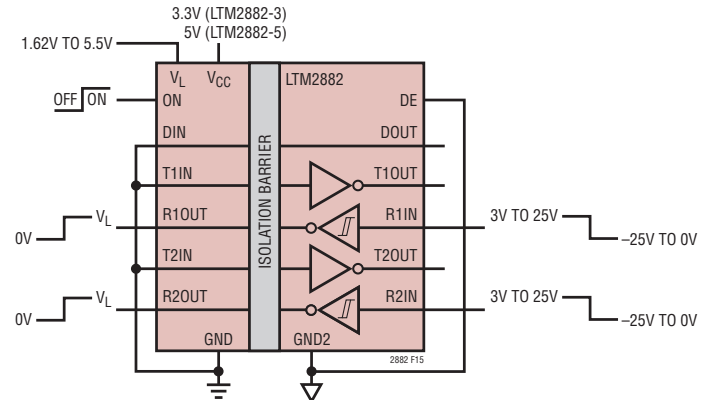 3.3V (LTM2882-3)
5V (LTM2882-5)
1.62V TO 5.5V
VL VCC LTM2882
OFF ON ON DE
DIN DOUT
T1IN T1OUT
0V VL R1OUT R1IN 3V TO 25V –25V TO 0V
ISOLATION BARRIER
T2IN T2OUT
0V VL R2OUT R2IN 3V TO 25V –25V TO 0V
GND GND2
2882 F15